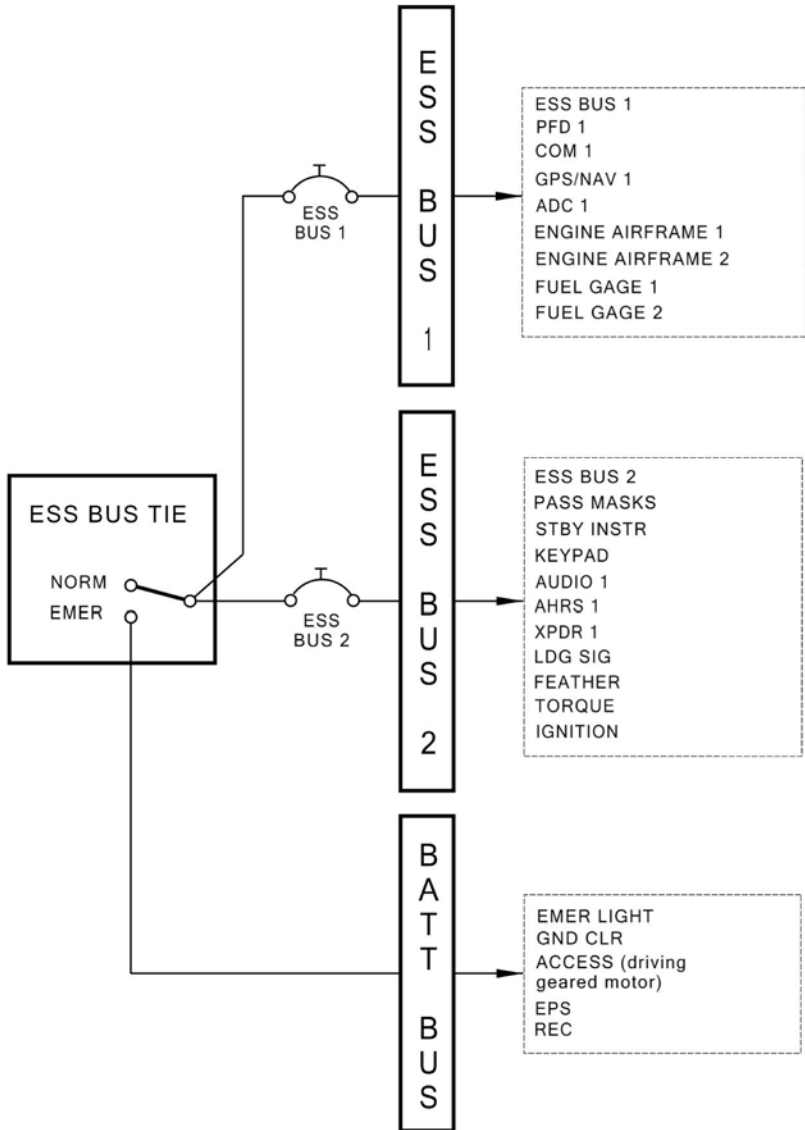 ESS BUS 1
ESS BUS 1
PFD 1
COM 1
GPS/NAV 1
ADC 1
ENGINE AIRFRAME 1
ENGINE AIRFRAME 2
FUEL GAGE 1
FUEL GAGE 2
ESS
BUS 1
ESS BUS TIE
NORM
EMER
ESS
BUS 2
ESS BUS 2
ESS BUS 2
PASS MASKS
STBY INSTR
KEYPAD
AUDIO 1
AHRS 1
XPDR 1
LDG SIG
FEATHER
TORQUE
IGNITION
BATT BUS
EMER LIGHT
GND CLR
ACCESS (driving
geared motor)
EPS
REC